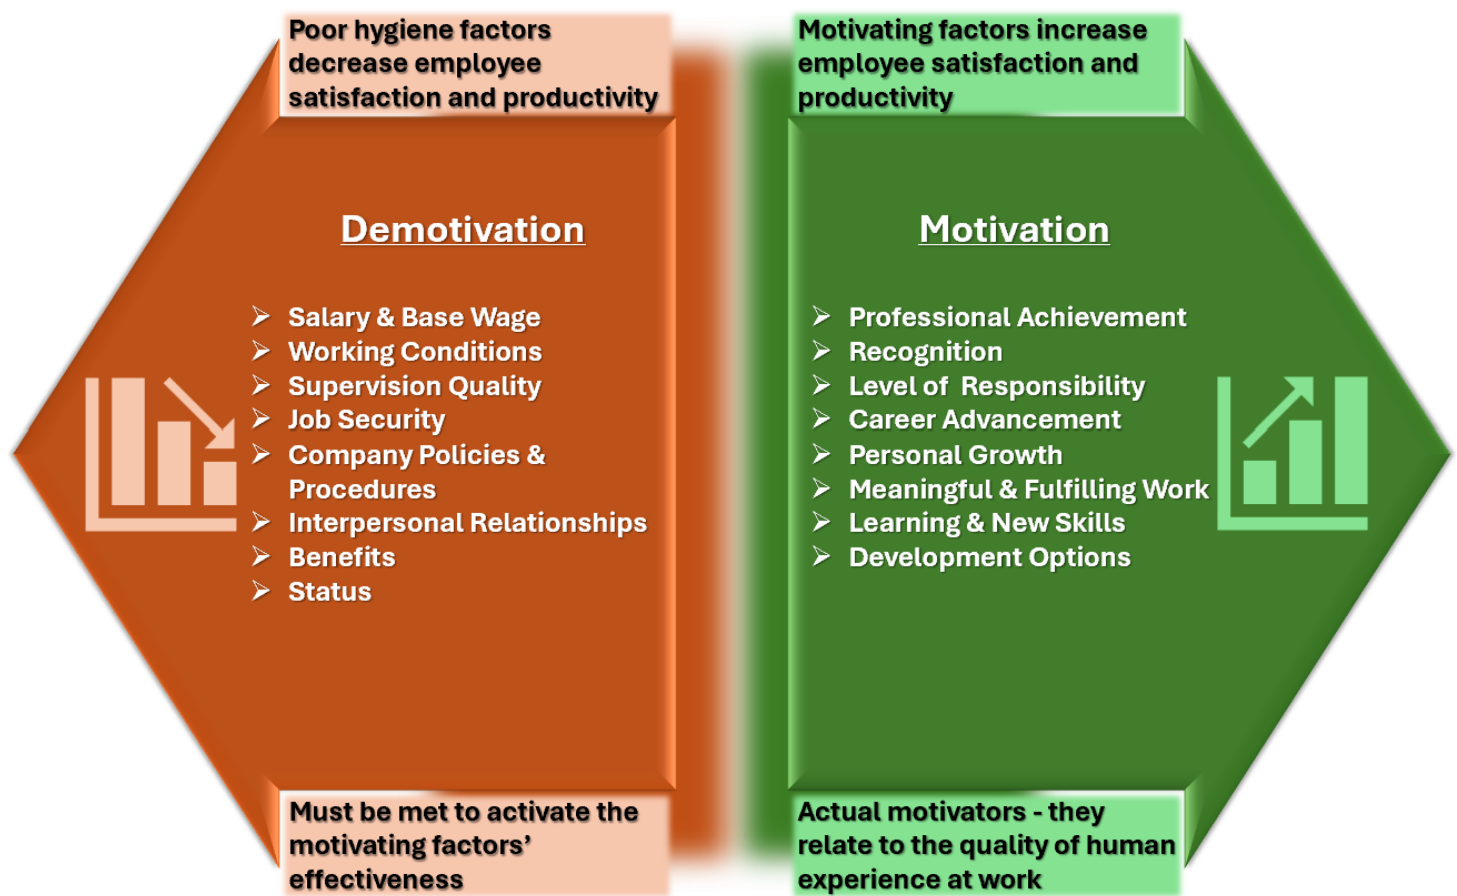 Poor hygiene factors
decrease employee
satisfaction and productivity
Demotivation
➢ Salary & Base Wage
➢ Working Conditions
➢ Supervision Quality
➢ Job Security
➢ Company Policies &
Procedures
➢ Interpersonal Relationships
➢ Benefits
➢ Status
Must be met to activate the
motivating factors’
effectiveness
Motivating factors increase
employee satisfaction and
productivity
Motivation
➢ Professional Achievement
➢ Recognition
➢ Level of Responsibility
➢ Career Advancement
➢ Personal Growth
➢ Meaningful & Fulfilling Work
➢ Learning & New Skills
➢ Development Options
Actual motivators - they
relate to the quality of human
experience at work